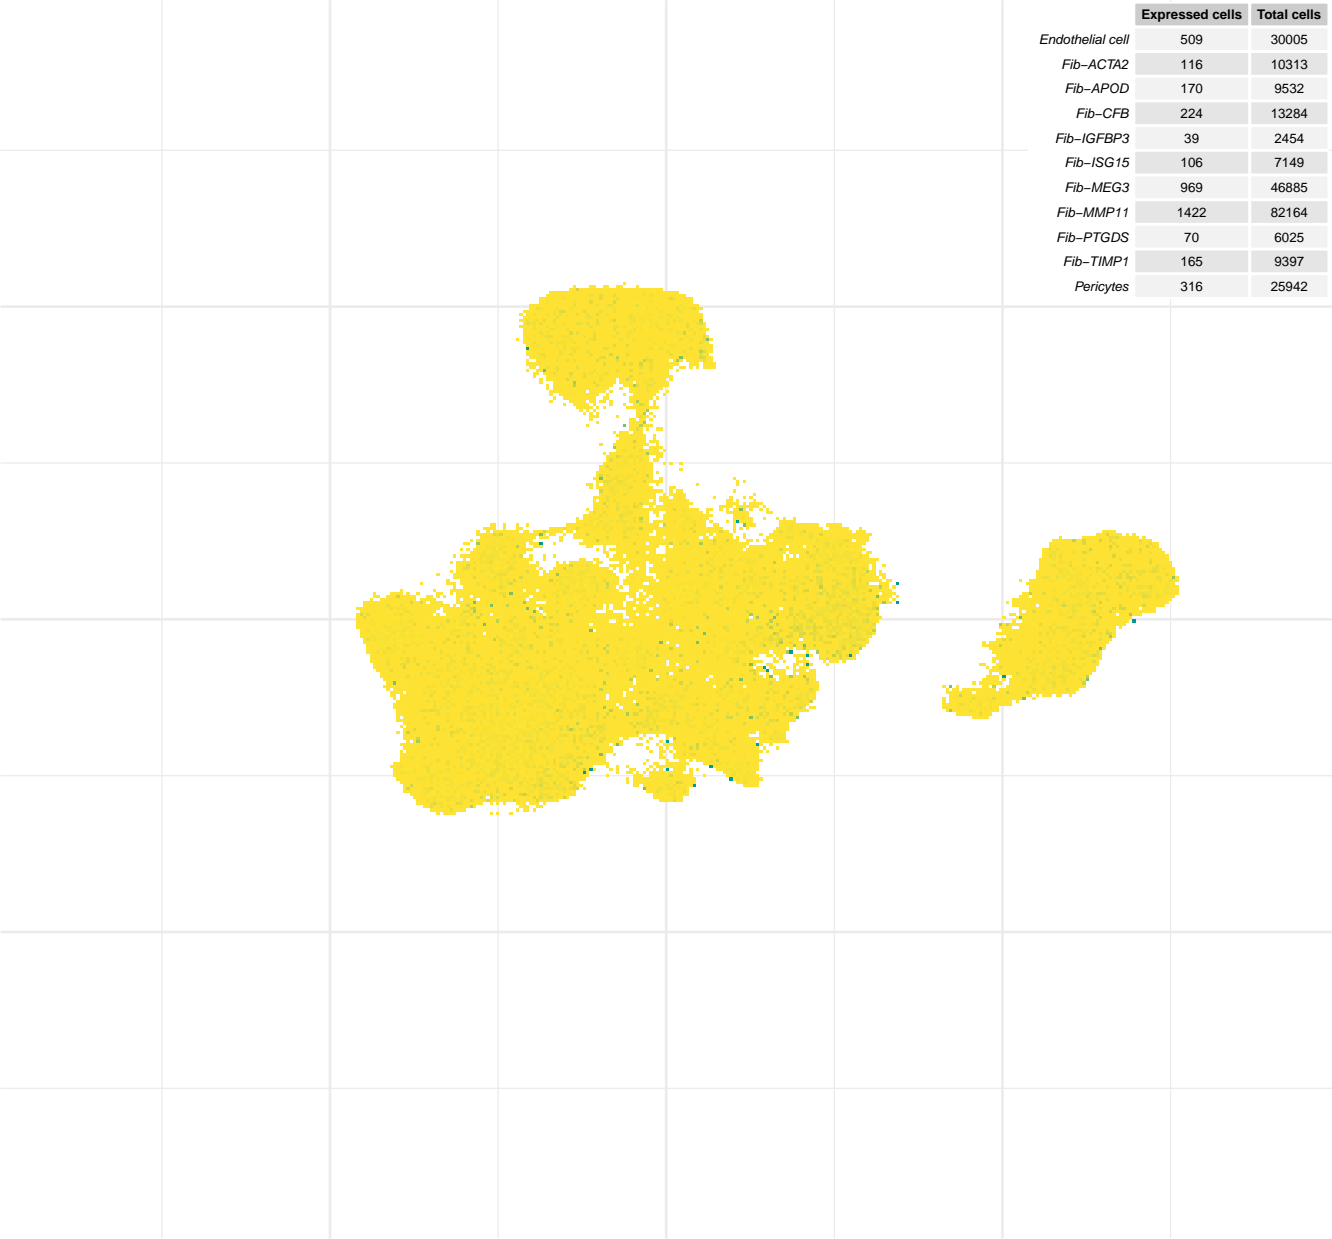 Expressed cells Total cells
Endothelial cell 509 30005
Fib−ACTA2 116 10313
Fib−APOD 170 9532
Fib−CFB 224 13284
Fib−IGFBP3 39 2454
Fib−ISG15 106 7149
Fib−MEG3 969 46885
Fib−MMP11 1422 82164
Fib−PTGDS 70 6025
Fib−TIMP1 165 9397
Pericytes 316 25942